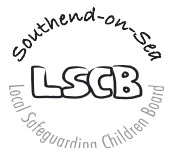 Southend-on-Sea
LSCB
Local Safeguarding Children Board